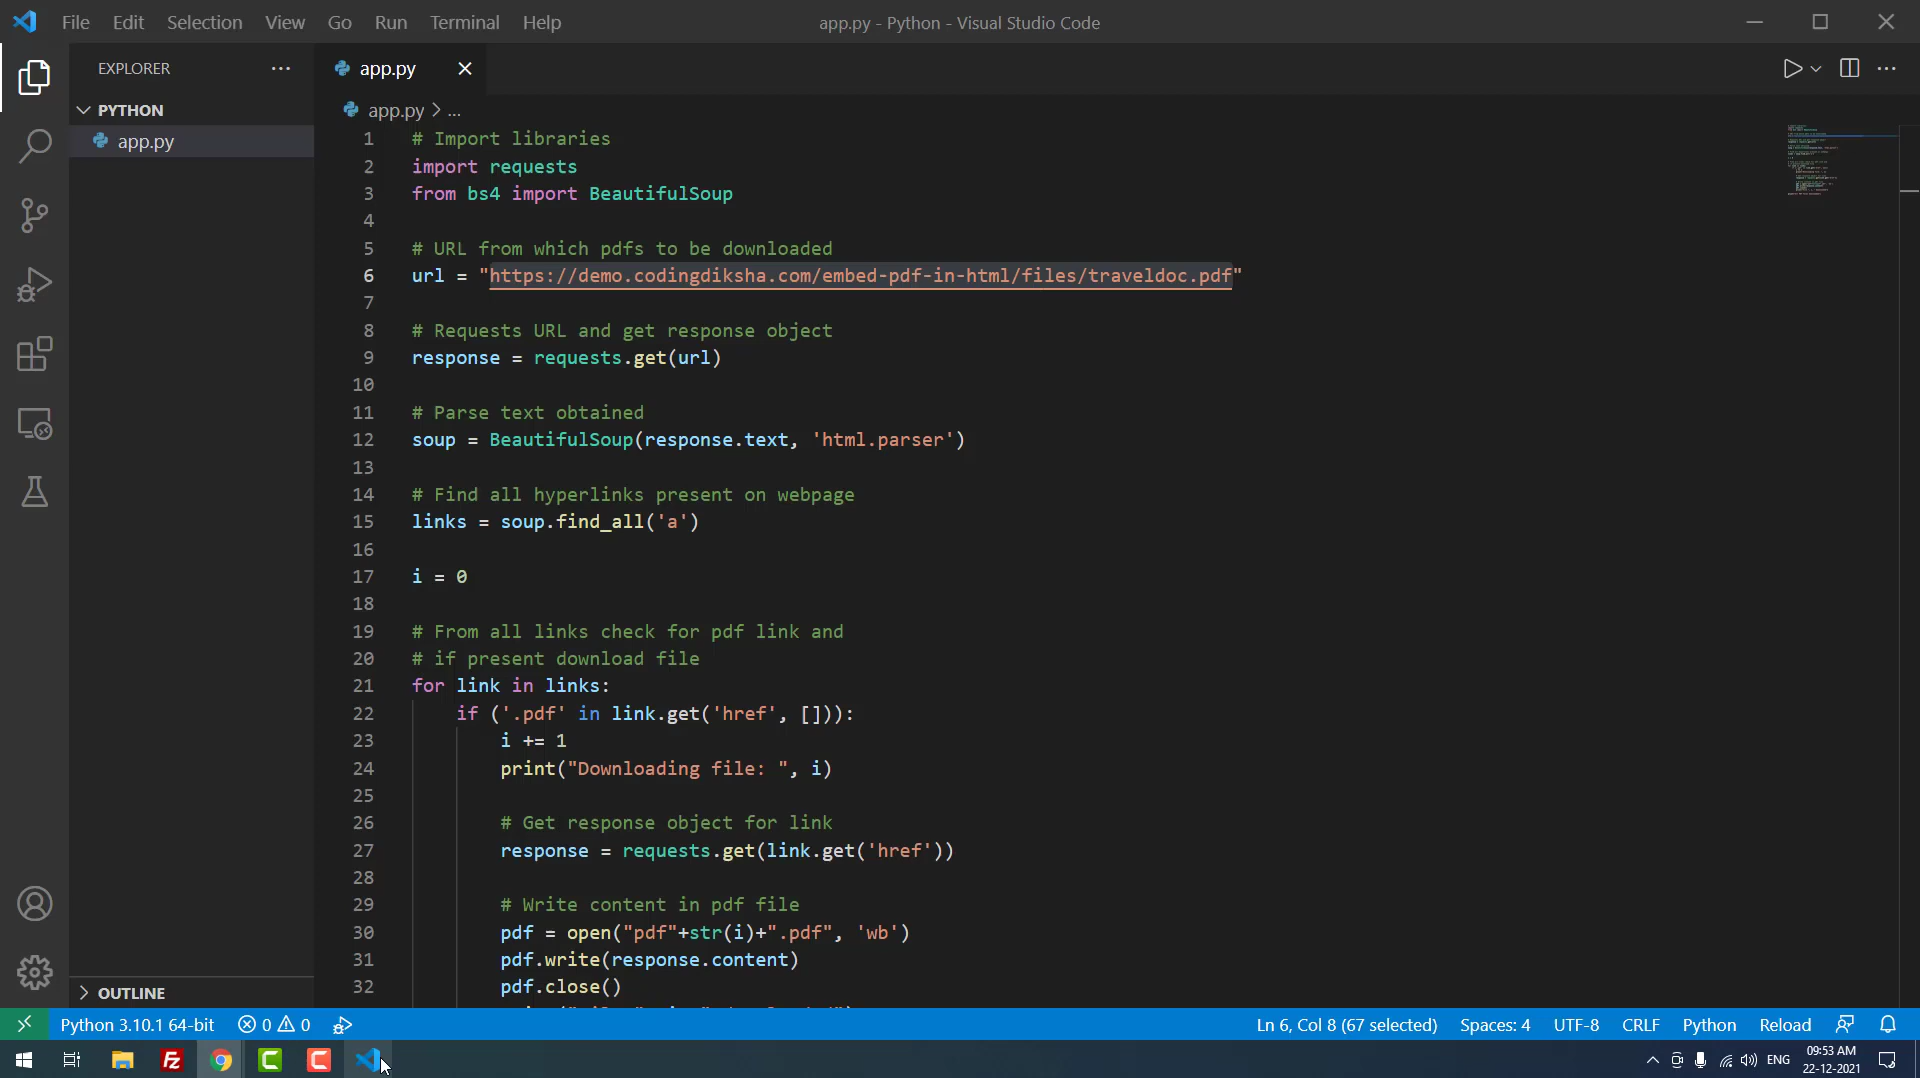 File Edit Selection View Go Run Terminal Help
app.py - Python - Visual Studio Code
EXPLORER
PYTHON
app.py
OUTLINE
app.py
app.py > ...
1 # Import libraries
2 import requests
3 from bs4 import BeautifulSoup
4
5 # URL from which pdfs to be downloaded
6 url = "https://demo.codingdiksha.com/embed-pdf-in-html/files/traveldoc.pdf"
7
8 # Requests URL and get response object
9 response = requests.get(url)
10
11 # Parse text obtained
12 soup = BeautifulSoup(response.text, 'html.parser')
13
14 # Find all hyperlinks present on webpage
15 links = soup.find_all('a')
16
17 i = 0
18
19 # From all links check for pdf link and
20 # if present download file
21 for link in links:
22 if ('.pdf' in link.get('href', [])):
23 i += 1
24 print("Downloading file: ", i)
25
26 # Get response object for link
27 response = requests.get(link.get('href'))
28
29 # Write content in pdf file
30 pdf = open("pdf"+str(i)+".pdf", 'wb')
31 pdf.write(response.content)
32 pdf.close()
Python 3.10.1 64-bit 0 0
Ln 6, Col 8 (67 selected) Spaces: 4 UTF-8 CRLF Python Reload
Fz C C
ENG
09:53 AM
22-12-2021